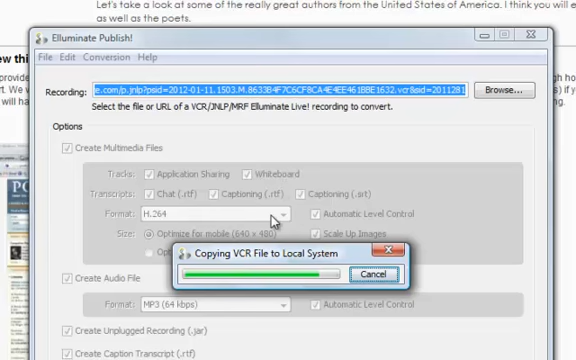 Let's take a look at some of the really great authors from the United States of America. I think you will e
as well as the poets.
Elluminate Publish!
File Edit Conversion Help
Recording: e.com/p.jnlp?psid=2012-01-11.1503.M.8633B4F7C6CF8CA4E4EE461BBE1632.vcr&sid=2011281 Browse...
Select the file or URL of a VCR/JNLP/MRF Elluminate Live! recording to convert.
Options
Create Multimedia Files
Tracks: Application Sharing Whiteboard
Transcripts: Chat (.rtf) Captioning (.rtf) Captioning (.srt)
Format: H.264 Automatic Level Control
Size: Optimize for mobile (640 x 480) Scale Up Images
Copying VCR File to Local System
Cancel
Create Audio File
Format: MP3 (64 kbps) Automatic Level Control
Create Unplugged Recording (.jar)
Create Caption Transcript (.rtf)